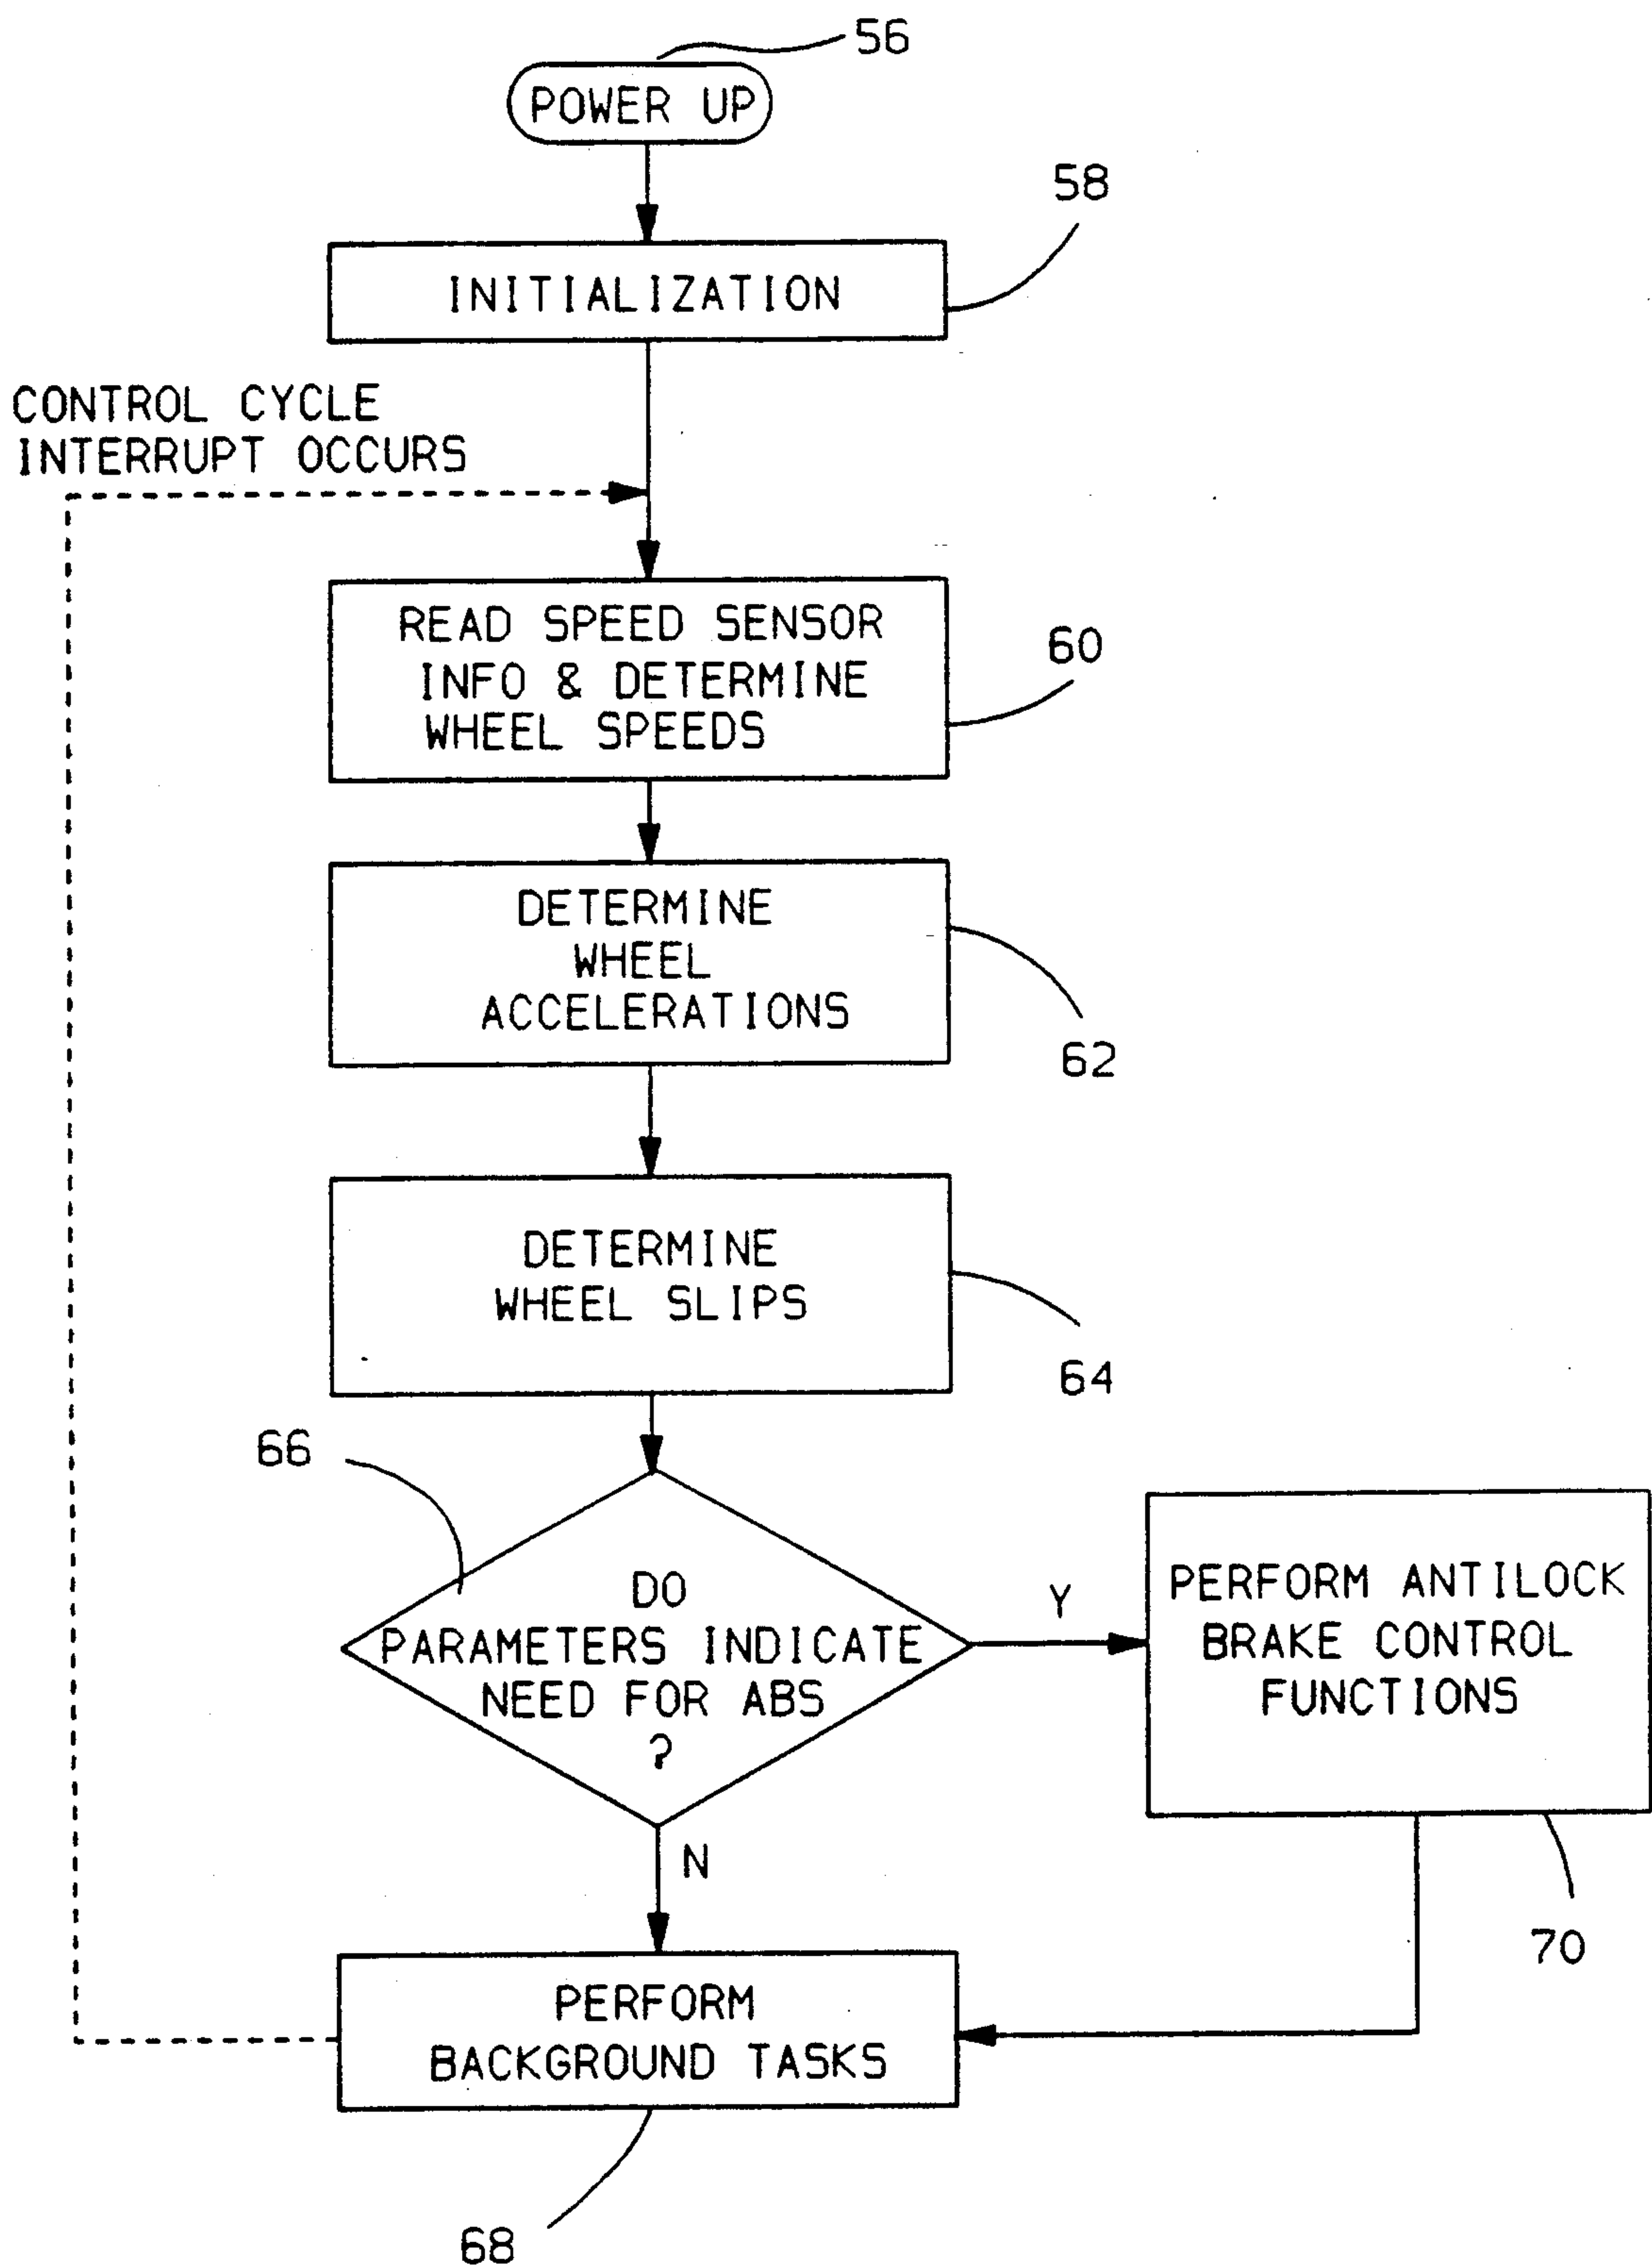 56
POWER UP
58
INITIALIZATION
CONTROL CYCLE
INTERRUPT OCCURS
READ SPEED SENSOR
INFO & DETERMINE
WHEEL SPEEDS
60
DETERMINE
WHEEL
ACCELERATIONS
62
DETERMINE
WHEEL SLIPS
64
66
DO
PARAMETERS INDICATE
NEED FOR ABS
?
Y
PERFORM ANTILOCK
BRAKE CONTROL
FUNCTIONS
N
70
PERFORM
BACKGROUND TASKS
68